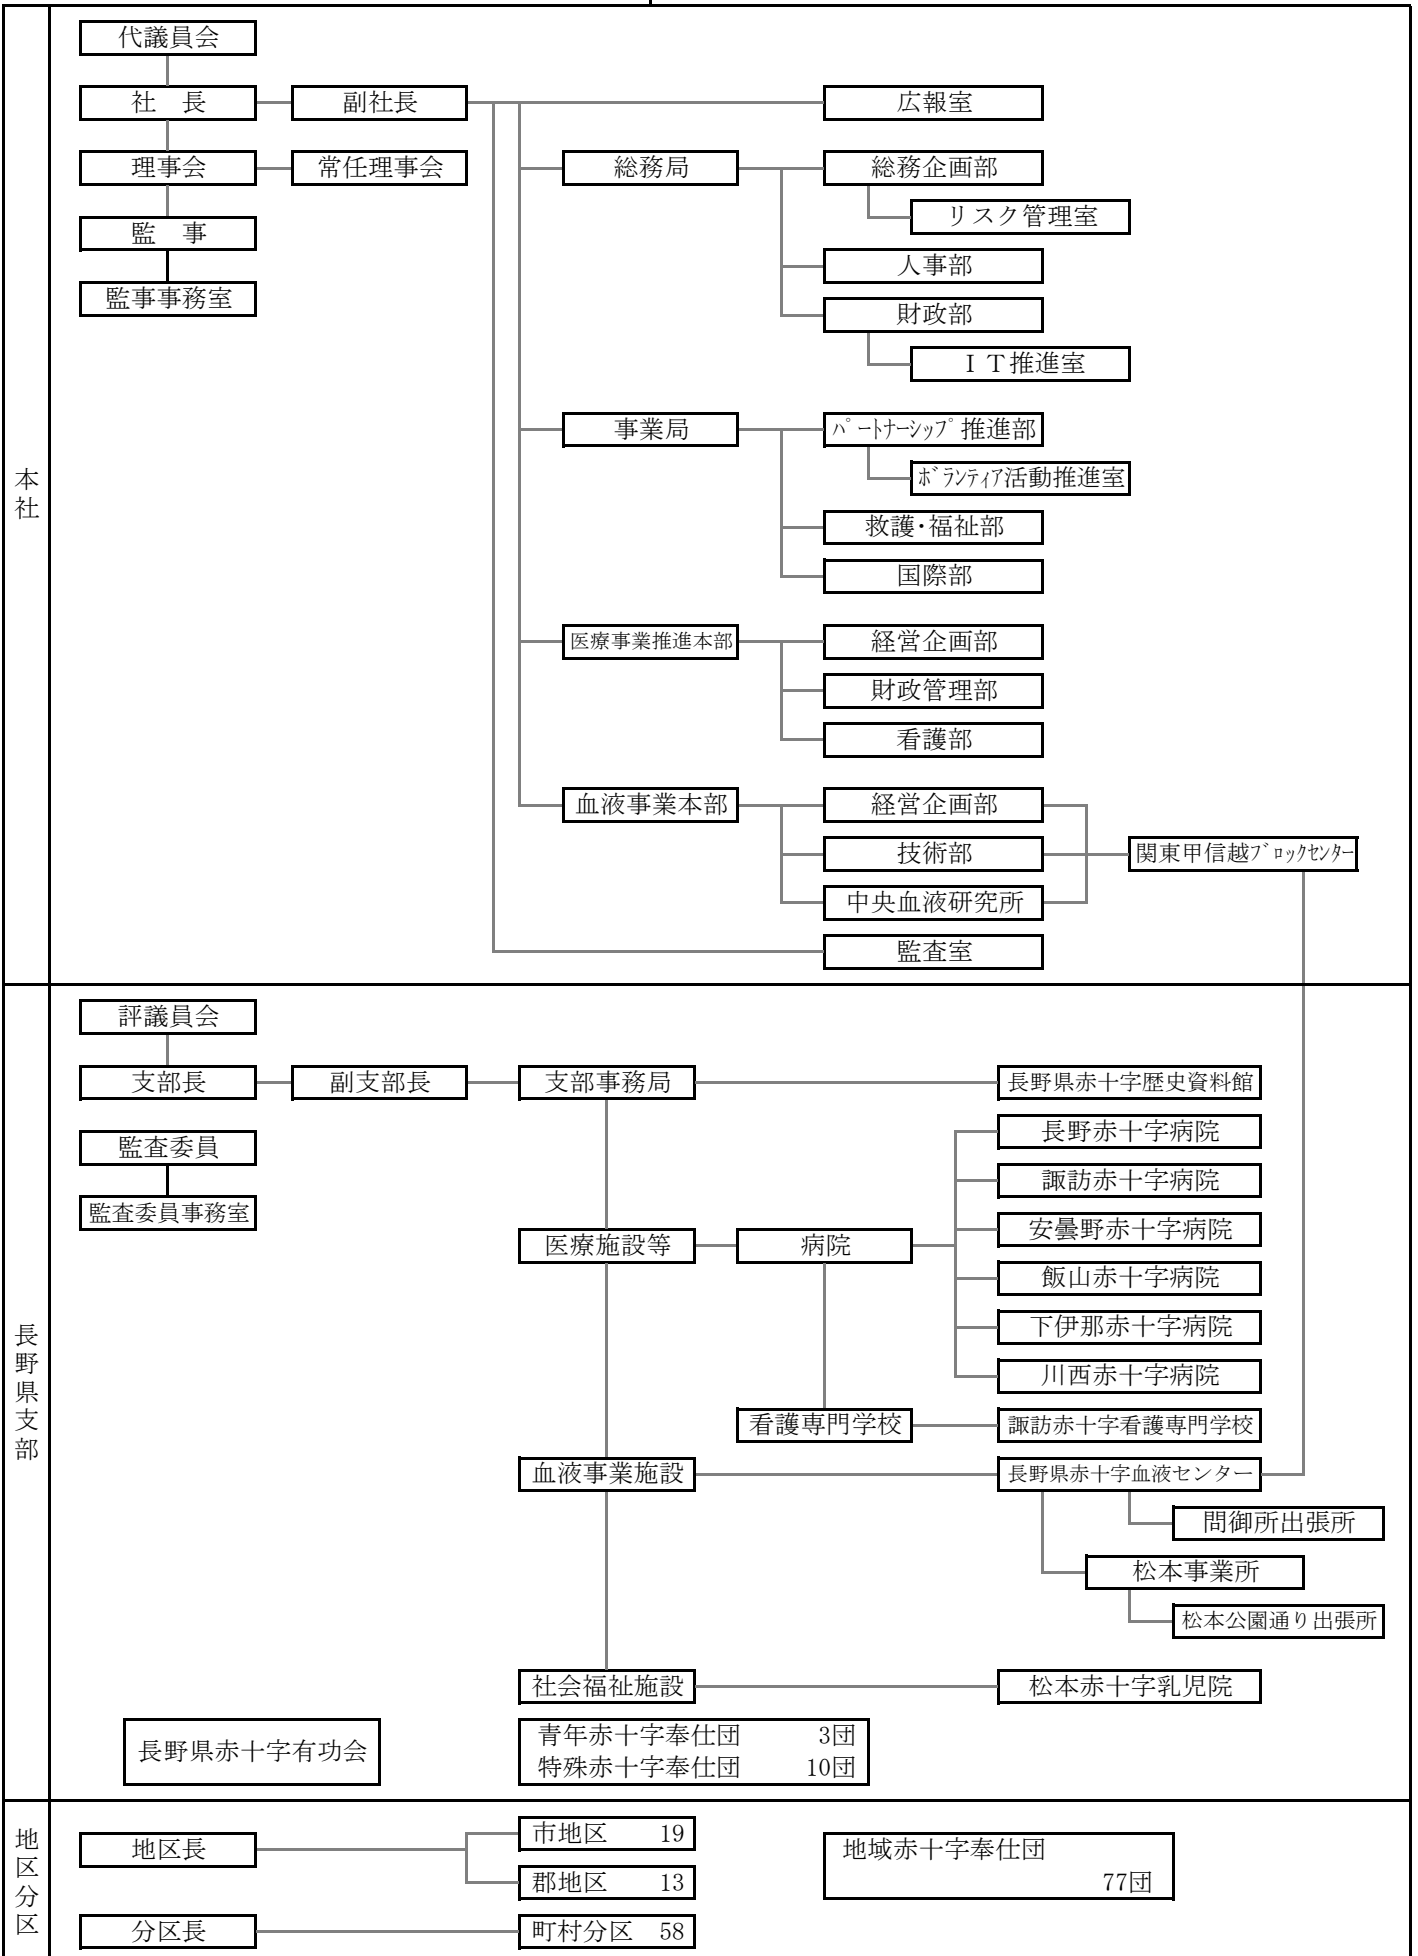 本社
代議員会
社　長
副社長
広報室
理事会
常任理事会
総務局
総務企画部
リスク管理室
監　事
人事部
監事事務室
財政部
ＩＴ推進室
事業局
ﾊﾟｰﾄﾅｰｼｯﾌﾟ推進部
ﾎﾞﾗﾝﾃｨｱ活動推進室
救護・福祉部
国際部
医療事業推進本部
経営企画部
財政管理部
看護部
血液事業本部
経営企画部
技術部
関東甲信越ﾌﾞﾛｯｸｾﾝﾀｰ
中央血液研究所
監査室
長野県支部
評議員会
支部長
副支部長
支部事務局
長野県赤十字歴史資料館
監査委員
長野赤十字病院
諏訪赤十字病院
監査委員事務室
安曇野赤十字病院
医療施設等
病院
飯山赤十字病院
下伊那赤十字病院
川西赤十字病院
看護専門学校
諏訪赤十字看護専門学校
血液事業施設
長野県赤十字血液センター
問御所出張所
松本事業所
松本公園通り出張所
社会福祉施設
松本赤十字乳児院
長野県赤十字有功会
青年赤十字奉仕団　3団
特殊赤十字奉仕団　10団
地区分区
地区長
市地区　19
郡地区　13
地域赤十字奉仕団
77団
分区長
町村分区　58